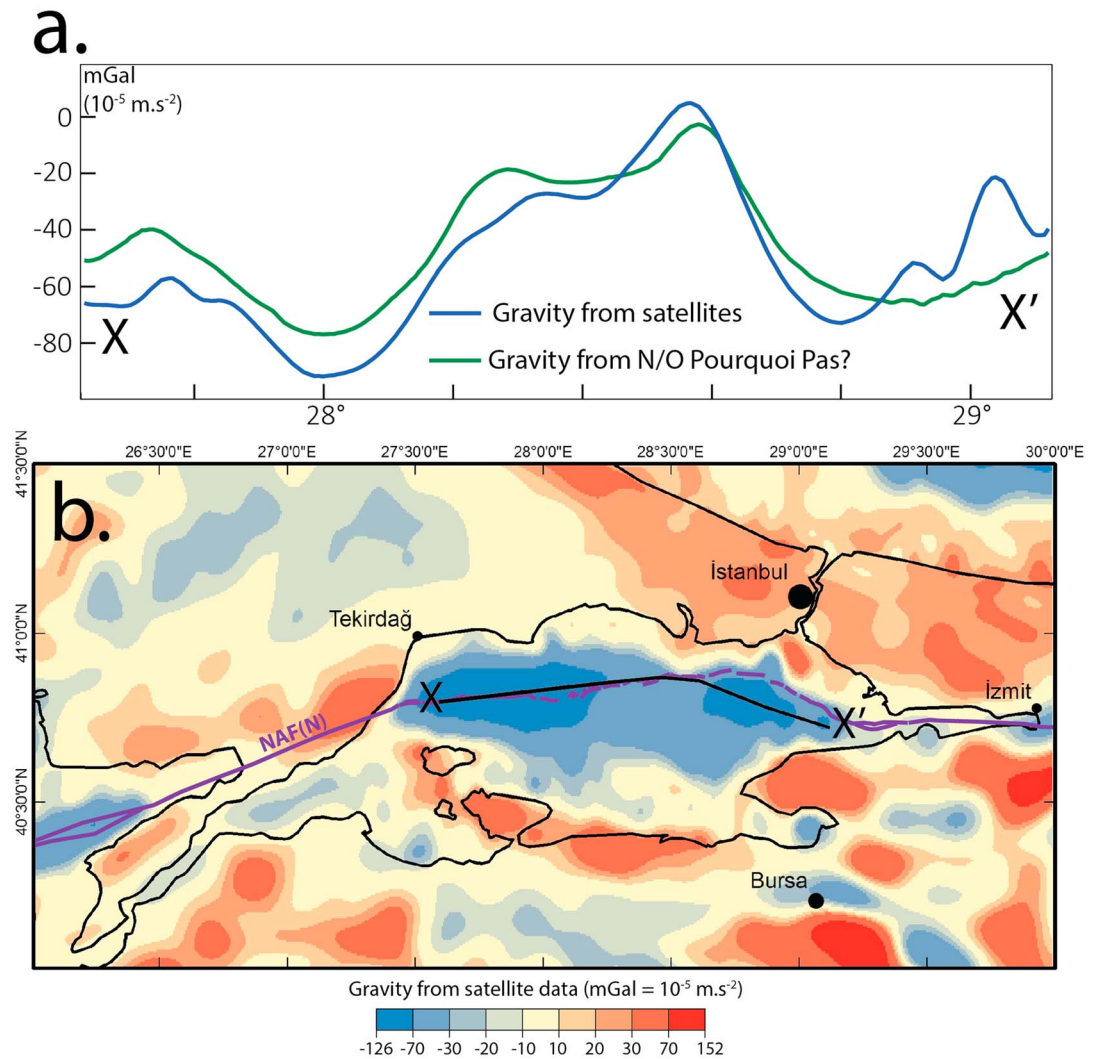 a.
mGal
(10-5 m.s-2)
0
-20
-40
-60
-80
X
Gravity from satellites
Gravity from N/O Pourquoi Pas?
X'
28°
29°
26°30'0"E 27°0'0"E 27°30'0"E 28°0'0"E 28°30'0"E 29°0'0"E 29°30'0"E 30°00'0"E
41°30'0"N
b.
İstanbul
Tekirdağ
41°0'0"N
X
X'
İzmit
NAF(N)
40°30'0"N
Bursa
Gravity from satellite data (mGal = 10-5 m.s-2)
-126 -70 -30 -20 -10 10 20 30 70 152